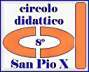 circolo
didattico
8°
San Pio X